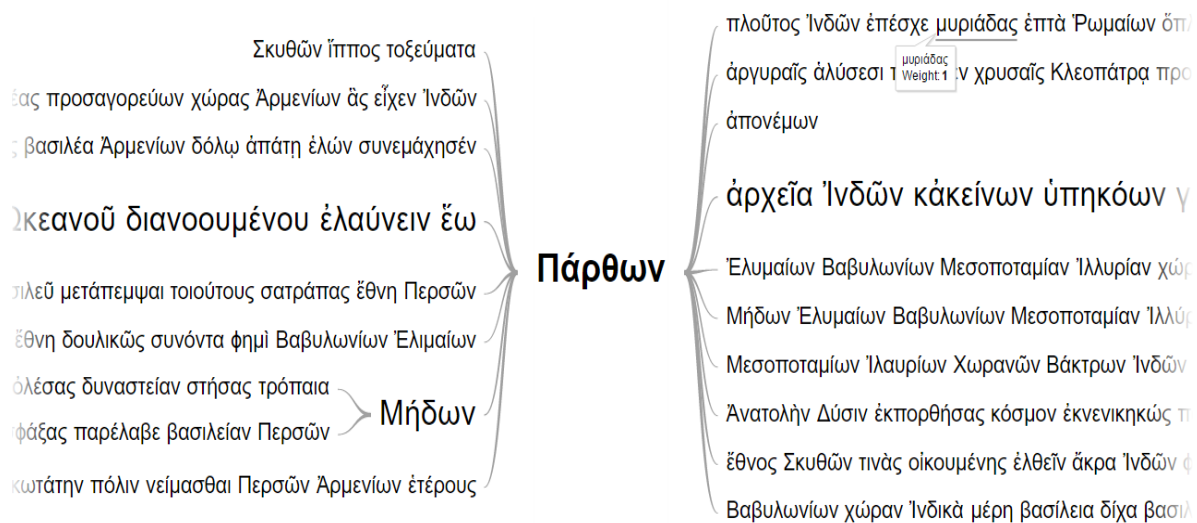 Σκυθῶν ἵππος τοξεύματα
προσαγορεύων χώρας Ἀρμενίων ἃς εἶχεν Ἰνδῶν
βασιλέα Ἀρμενίων δόλῳ ἀπάτῃ ἑλών συνεμάχησέν
Ὠκεανοῦ διανοουμένου ἐλαύνειν ἕω
μετάπεμψαι τοιούτους σατράπας ἔθνη Περσῶν
ἔθνη δουλικῶς συνόντα φημὶ Βαβυλωνίων Ἐλιμαίων
δυναστείαν στήσας τρόπαια
παρέλαβε βασιλείαν Περσῶν
Μήδων
πόλιν νείμασθαι Περσῶν Ἀρμενίων ἑτέρους
Πάρθων
πλοῦτος Ἰνδῶν ἐπέσχε μυριάδας ἑπτὰ Ῥωμαίων
μυριάδας
Weight: 1
ἀργυραῖς ἁλύσεσι χρυσαῖς Κλεοπάτρᾳ
ἀπονέμων
ἀρχεῖα Ἰνδῶν κἀκείνων ὑπηκόων
Ἐλυμαίων Βαβυλωνίων Μεσοποταμίαν Ἰλλυρίαν
Μήδων Ἐλυμαίων Βαβυλωνίων Μεσοποταμίαν
Μεσοποταμίων Ἰλαυρίων Χωρανῶν Βάκτρων Ἰνδῶν
Ἀνατολὴν Δύσιν ἐκπορθήσας κόσμον ἐκνενικηκώς
ἔθνος Σκυθῶν τινὰς οἰκουμένης ἐλθεῖν ἄκρα Ἰνδῶν
Βαβυλωνίων χώραν Ἰνδικὰ μέρη βασίλεια δίχα